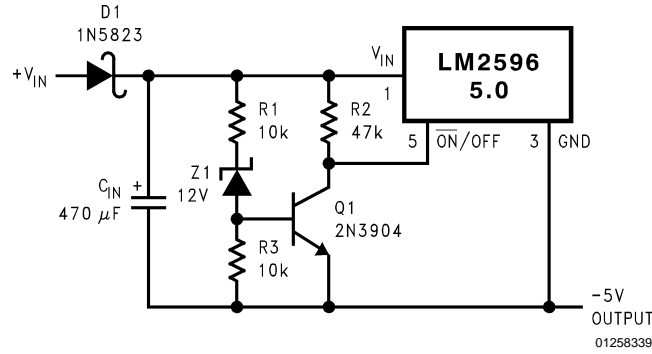 D1
1N5823
+VIN
VIN
1
LM2596
5.0
R1
10k
R2
47k
5
ON/OFF
3
GND
Z1
12V
CIN
+
470 μF
Q1
2N3904
R3
10k
-5V
OUTPUT
01258339